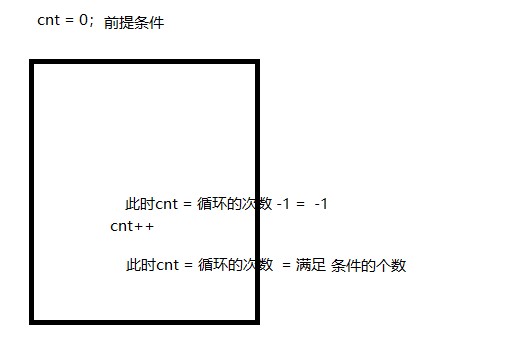 cnt = 0；前提条件
此时cnt = 循环的次数 -1 = -1
cnt++
此时cnt = 循环的次数 = 满足 条件的个数